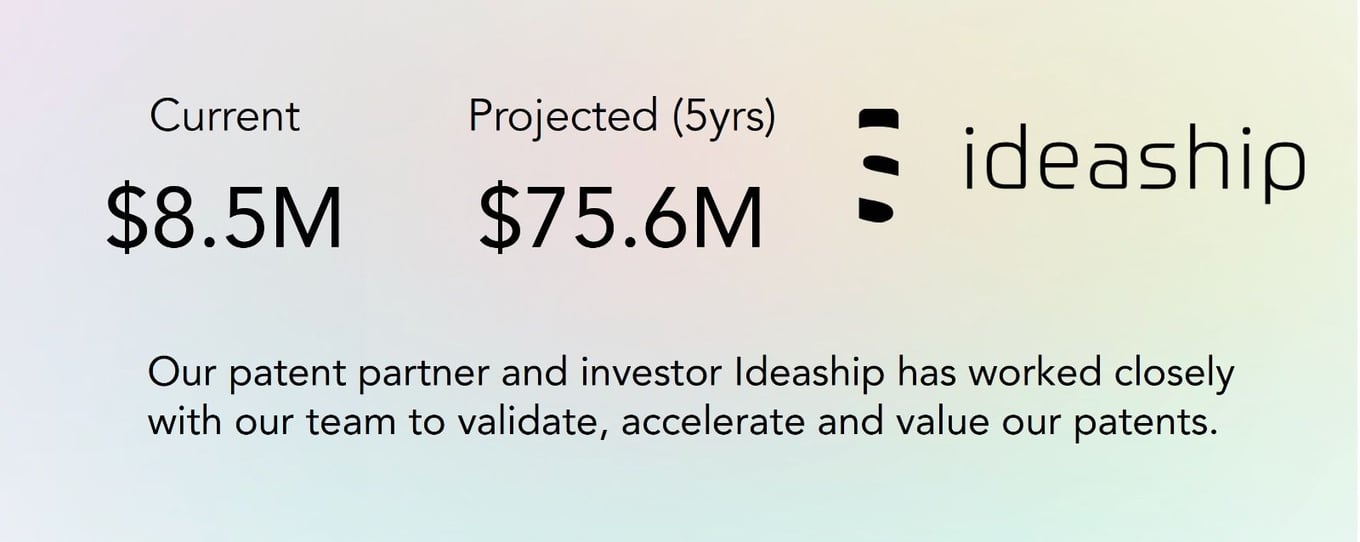 Current
Projected (5yrs)
ideaship
$8.5M
$75.6M
Our patent partner and investor Ideaship has worked closely
with our team to validate, accelerate and value our patents.